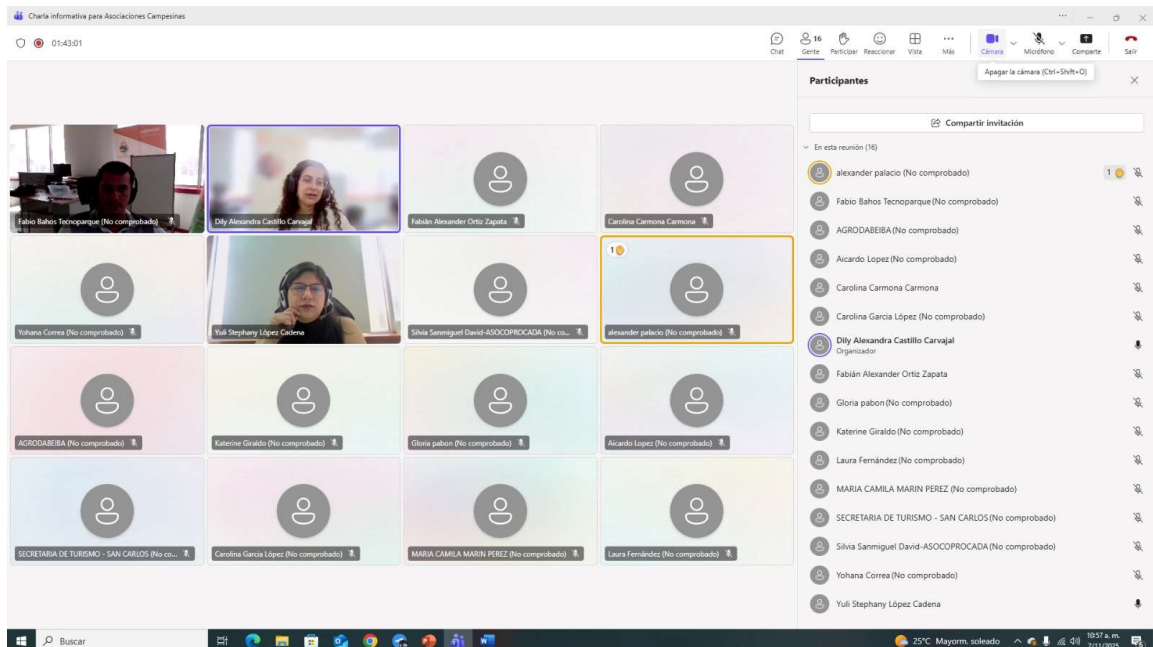 Charla informativa para Asociaciones Campesinas
01:43:01
Chat
16
Gente
Participar
Reaccionar
Vista
Más
Cámara
Micrófono
Comparte
Salir
Apagar la cámara (Ctrl+Shift+O)
Fabio Bahos Tecnoparque (No comprobado)
Dily Alexandra Castillo Carvajal
Fabián Alexander Ortiz Zapata
Carolina Carmona Carmona
Yohana Correa (No comprobado)
Yuli Stephany López Cadena
Silvia Sanmiguel David-ASOCOPROCADA (No co...
1
alexander palacio (No comprobado)
AGRODABEIBA (No comprobado)
Katerine Giraldo (No comprobado)
Gloria pabon (No comprobado)
Aicardo Lopez (No comprobado)
SECRETARIA DE TURISMO - SAN CARLOS (No co...
Carolina Garcia López (No comprobado)
MARIA CAMILA MARIN PEREZ (No comprobado)
Laura Fernández (No comprobado)
Participantes
Compartir invitación
En esta reunión (16)
alexander palacio (No comprobado)
1
Fabio Bahos Tecnoparque (No comprobado)
AGRODABEIBA (No comprobado)
Aicardo Lopez (No comprobado)
Carolina Carmona Carmona
Carolina Garcia López (No comprobado)
Dily Alexandra Castillo Carvajal
Organizador
Fabián Alexander Ortiz Zapata
Gloria pabon (No comprobado)
Katerine Giraldo (No comprobado)
Laura Fernández (No comprobado)
MARIA CAMILA MARIN PEREZ (No comprobado)
SECRETARIA DE TURISMO - SAN CARLOS (No comprobado)
Silvia Sanmiguel David-ASOCOPROCADA (No comprobado)
Yohana Correa (No comprobado)
Yuli Stephany López Cadena
Buscar
25°C Mayorm. soleado
10:57 a. m.
7/11/2025